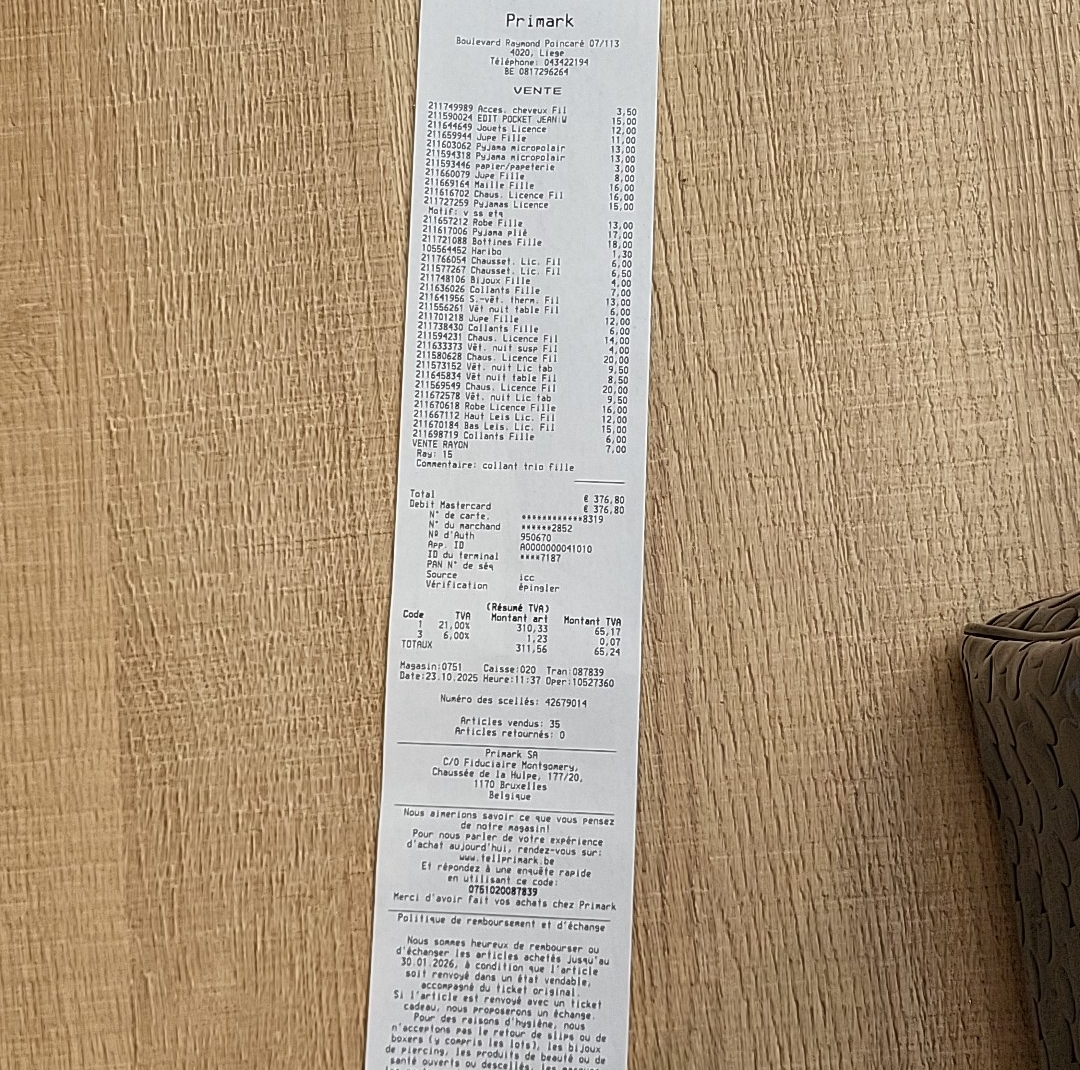 Primark
Boulevard Raymond Poincaré 07/113
4020, Liese
Téléphone: 043422194
BE 0817296264
VENTE
211749989 Acces. cheveux Fil 3,50
211590024 EDIT POCKET JEAN:W 15,00
211644649 Jouets Licence 12,00
211659944 Jupe Fille 11,00
211603062 Pyjama micropolair 13,00
211594318 Pyjama micropolair 13,00
211593446 papier/papeterie 3,00
211660079 Jupe Fille 8,00
211669164 Maille Fille 16,00
211616702 Chaus. Licence Fil 16,00
211727259 Pyjamas Licence 15,00
Motif: v ss etq
211657212 Robe Fille 13,00
211617006 Pyjama plié 17,00
211721088 Bottines Fille 18,00
105564452 Haribo 1,30
211766054 Chausset. Lic. Fil 6,00
211577267 Chausset. Lic. Fil 6,50
211748106 Bijoux Fille 4,00
211636026 Collants Fille 7,00
211641956 S.-vêt. therm. Fil 13,00
211556261 Vêt nuit table Fil 6,00
211701218 Jupe Fille 12,00
211738430 Collants Fille 6,00
211594231 Chaus. Licence Fil 14,00
211633373 Vêt. nuit susp Fil 4,00
211580628 Chaus. Licence Fil 20,00
211573152 Vêt. nuit Lic tab 9,50
211645834 Vêt nuit table Fil 8,50
211569549 Chaus. Licence Fil 20,00
211672578 Vêt. nuit Lic tab 9,50
211670618 Robe Licence Fille 16,00
211667112 Haut Leis Lic. Fil 12,00
211670184 Bas Leis. Lic. Fil 15,00
211698719 Collants Fille 6,00
VENTE RAYON 7,00
Ray: 15
Commentaire: collant trio fille
Total € 376,80
Debit Mastercard € 376,80
N° de carte. ************8319
N° du marchand ******2852
Nº d'Auth 950670
App. ID A0000000041010
ID du terminal ****7187
PAN N° de séq
Source icc
Vérification épingler
(Résumé TVA)
Code TVA Montant art Montant TVA
1 21,00% 310,33 65,17
3 6,00% 1,23 0,07
TOTAUX 311,56 65,24
Magasin:0751 Caisse:020 Tran:087839
Date:23.10.2025 Heure:11:37 Oper:10527360
Numéro des scellés: 42679014
Articles vendus: 35
Articles retournés: 0
Primark SA
C/O Fiduciaire Montgomery,
Chaussée de la Hulpe, 177/20,
1170 Bruxelles
Belgique
Nous aimerions savoir ce que vous pensez
de notre magasin!
Pour nous parler de votre expérience
d'achat aujourd'hui, rendez-vous sur:
www.tellprimark.be
Et répondez à une enquête rapide
en utilisant ce code:
0751020087839
Merci d'avoir fait vos achats chez Primark
Politique de remboursement et d'échange
Nous sommes heureux de rembourser ou
d'échanger les articles achetés jusqu'au
30.01.2026, à condition que l'article
soit renvoyé dans un état vendable,
accompagné du ticket original.
Si l'article est renvoyé avec un ticket
cadeau, nous proposerons un échange.
Pour des raisons d'hygiène, nous
n'acceptons pas le retour de slips ou de
boxers (y compris les lots), les bijoux
de piercing, les produits de beauté ou de
santé ouverts ou descellés, les